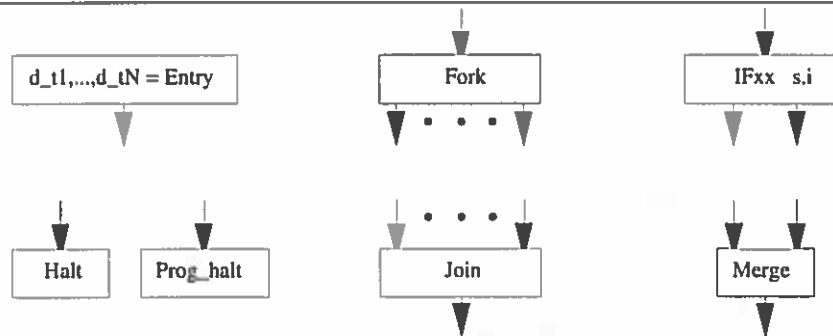 d_t1,...,d_tN = Entry
Fork
IFxx s,i
Halt
Prog_halt
Join
Merge